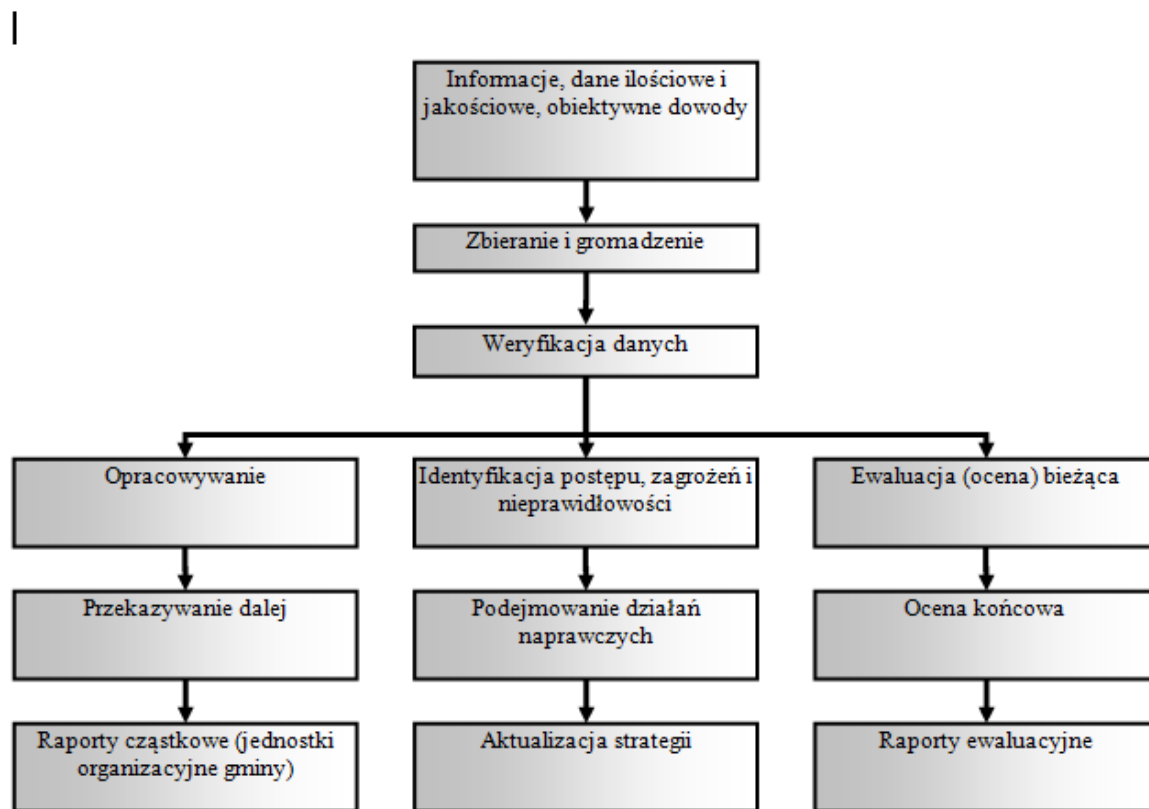 Informacje, dane ilościowe i
jakościowe, obiektywne dowody
Zbieranie i gromadzenie
Weryfikacja danych
Opracowywanie
Identyfikacja postępu, zagrożeń i
nieprawidłowości
Ewaluacja (ocena) bieżąca
Przekazywanie dalej
Podejmowanie działań
naprawczych
Ocena końcowa
Raporty cząstkowe (jednostki
organizacyjne gminy)
Aktualizacja strategii
Raporty ewaluacyjne